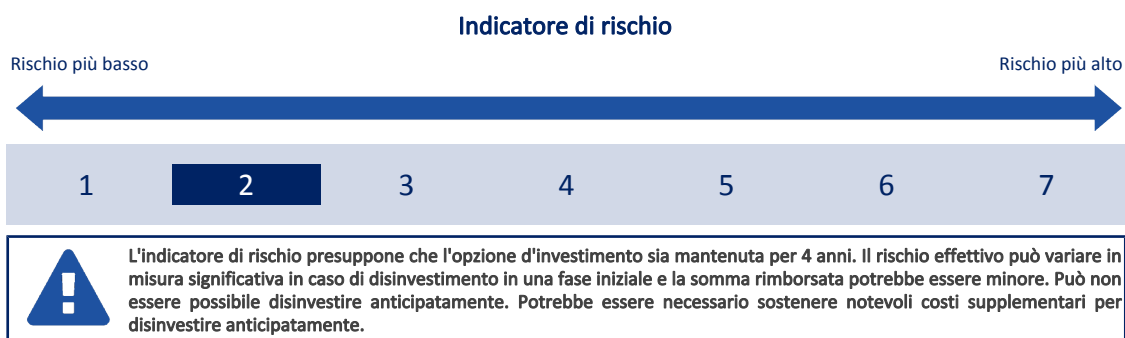 Indicatore di rischio
Rischio più basso Rischio più alto
1 2 3 4 5 6 7
L'indicatore di rischio presuppone che l'opzione d'investimento sia mantenuta per 4 anni. Il rischio effettivo può variare in
misura significativa in caso di disinvestimento in una fase iniziale e la somma rimborsata potrebbe essere minore. Può non
essere possibile disinvestire anticipatamente. Potrebbe essere necessario sostenere notevoli costi supplementari per
disinvestire anticipatamente.